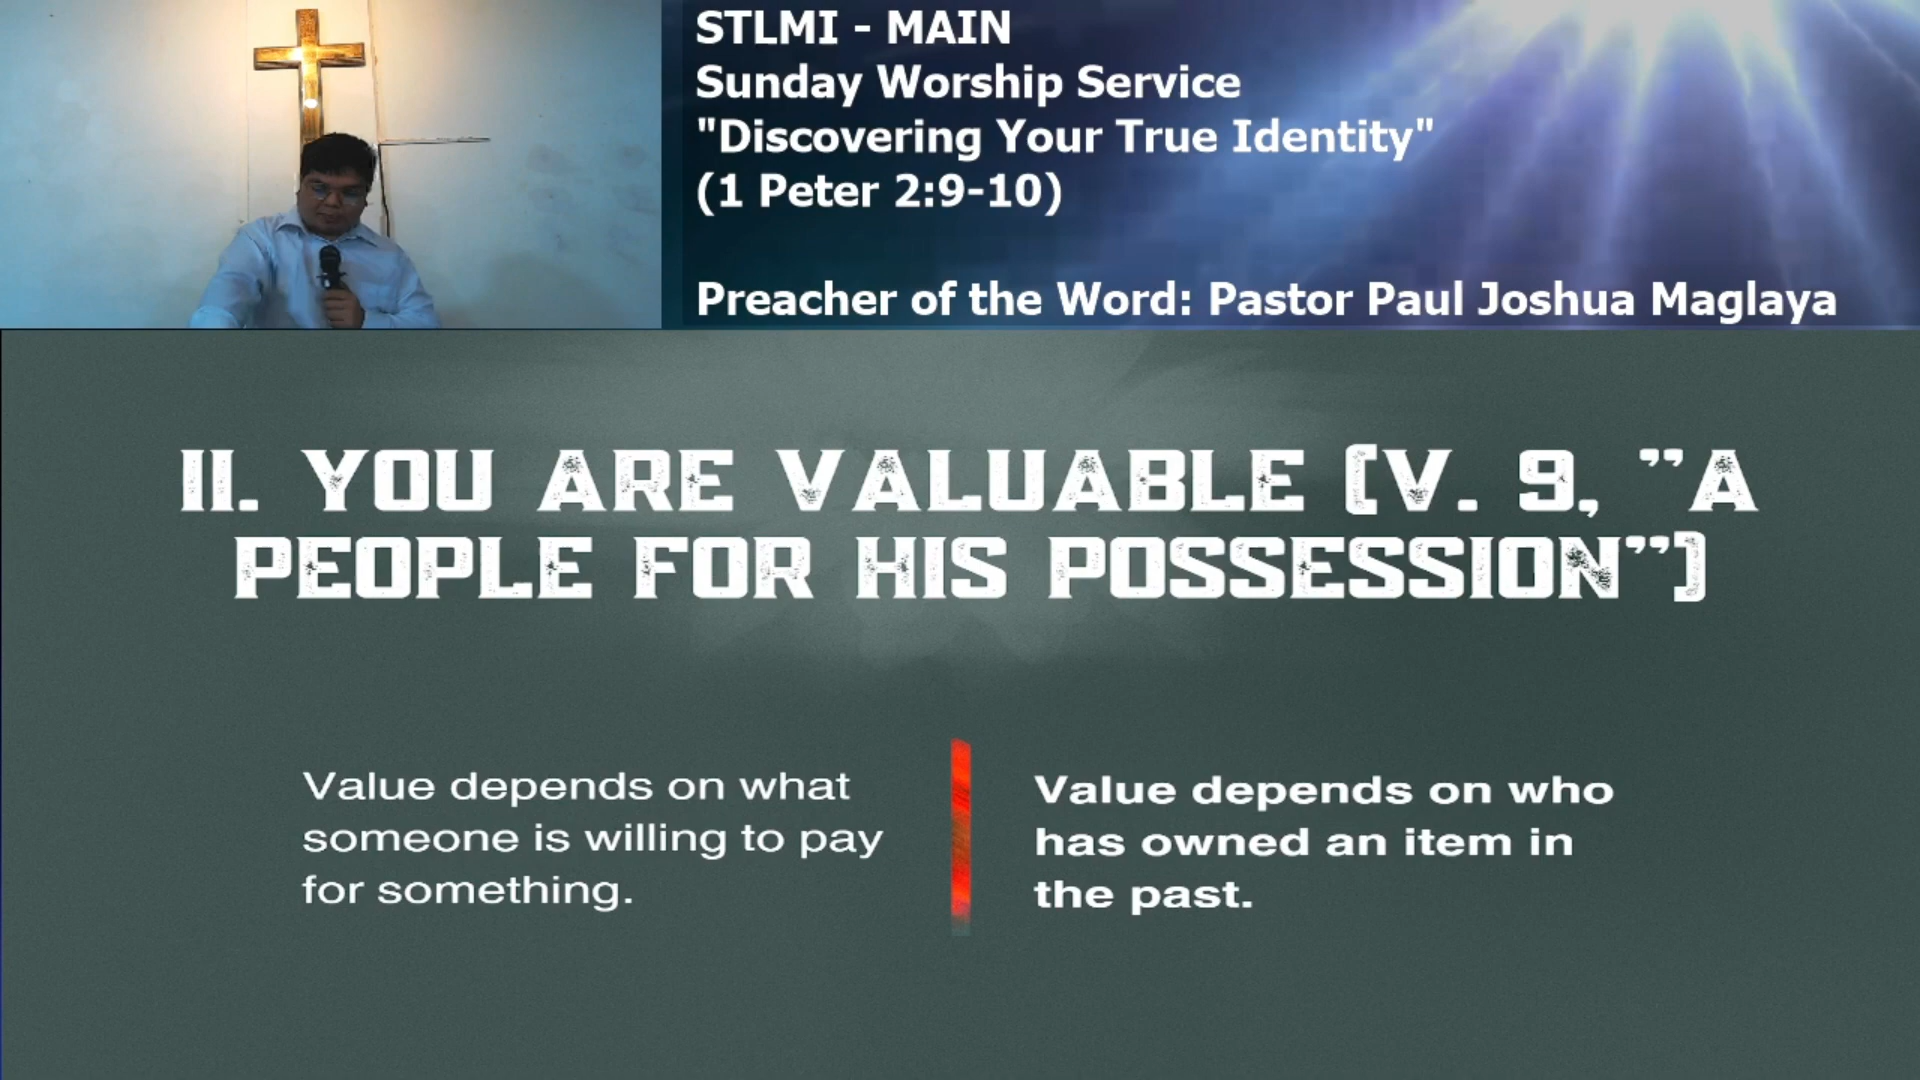 STLMI - MAIN
Sunday Worship Service
"Discovering Your True Identity"
(1 Peter 2:9-10)
Preacher of the Word: Pastor Paul Joshua Maglaya
II. YOU ARE VALUABLE (V. 9, ”A
PEOPLE FOR HIS POSSESSION”)
Value depends on what
someone is willing to pay
for something.
Value depends on who
has owned an item in
the past.